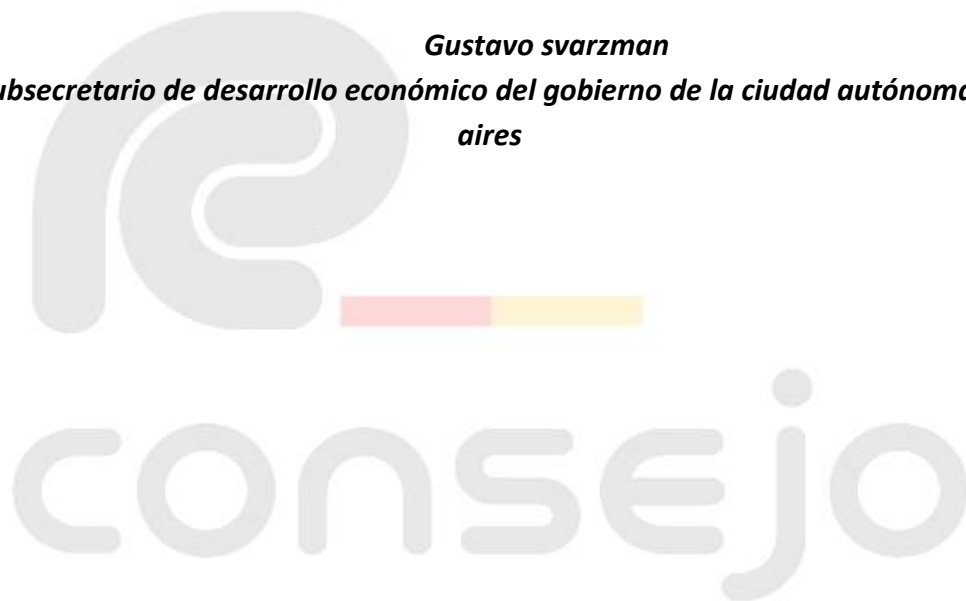 Gustavo svarzman
ubsecretario de desarrollo económico del gobierno de la ciudad autónoma
aires
consejo